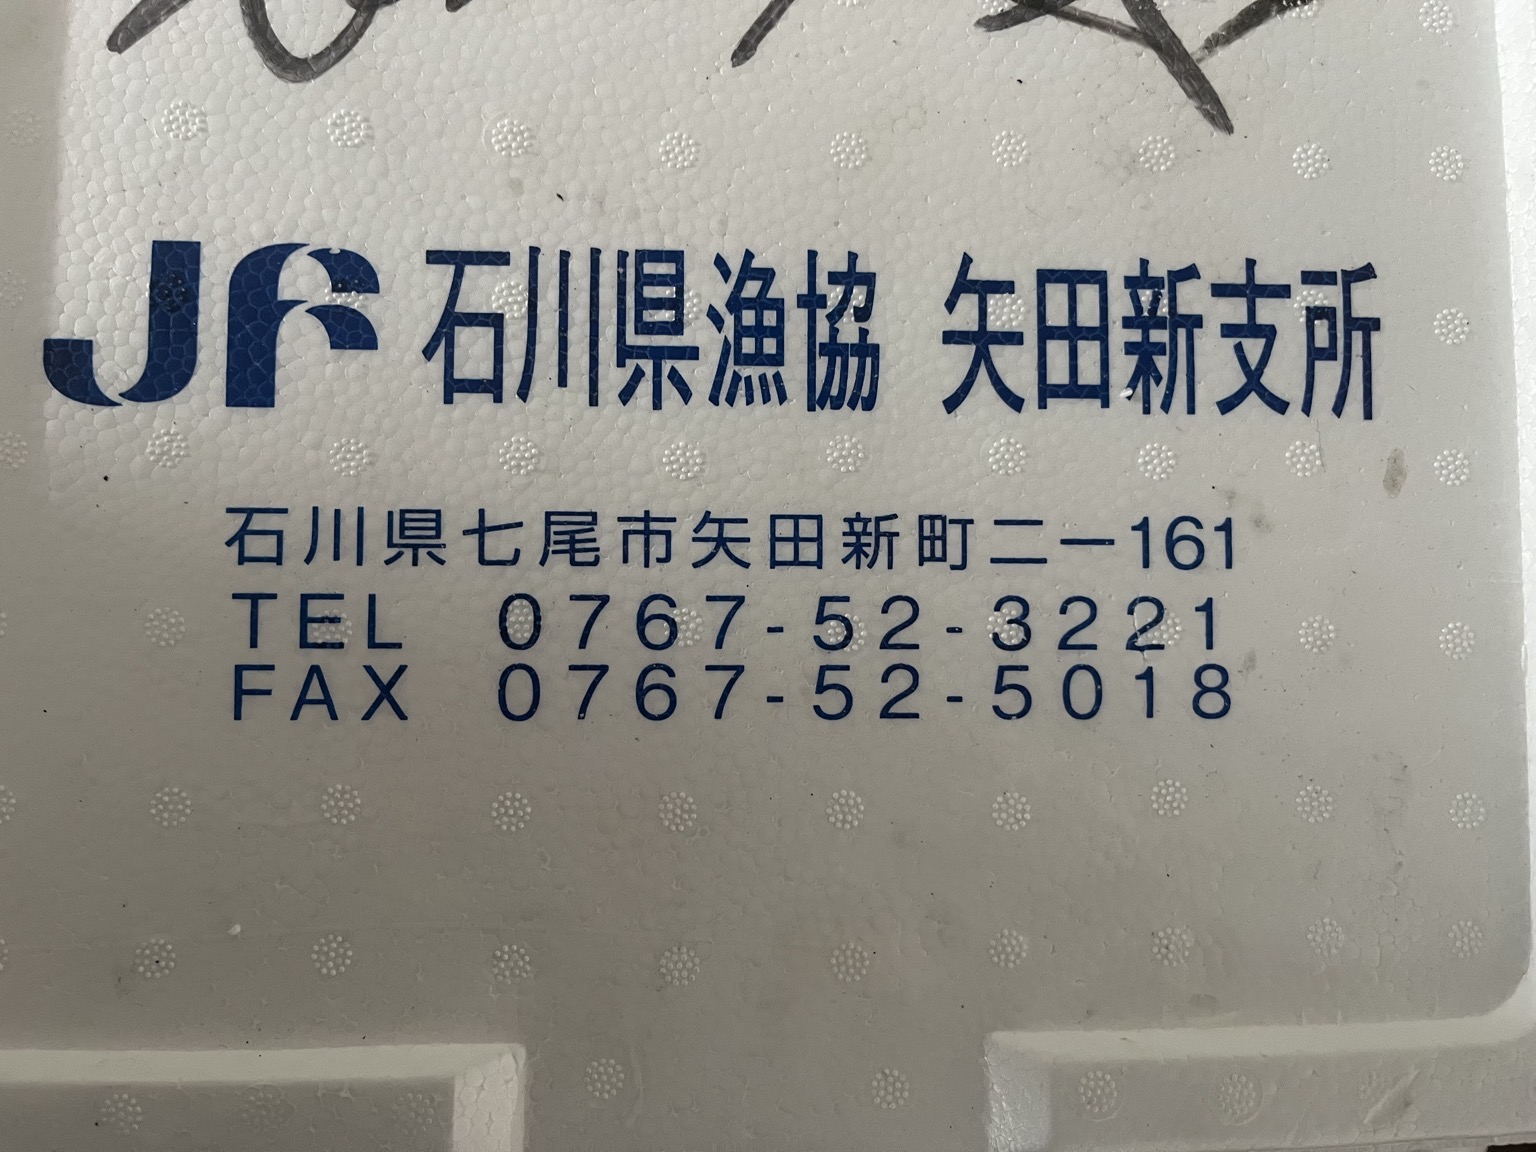 JF 石川県漁協 矢田新支所
石川県七尾市矢田新町二ー161
TEL 0767-52-3221
FAX 0767-52-5018